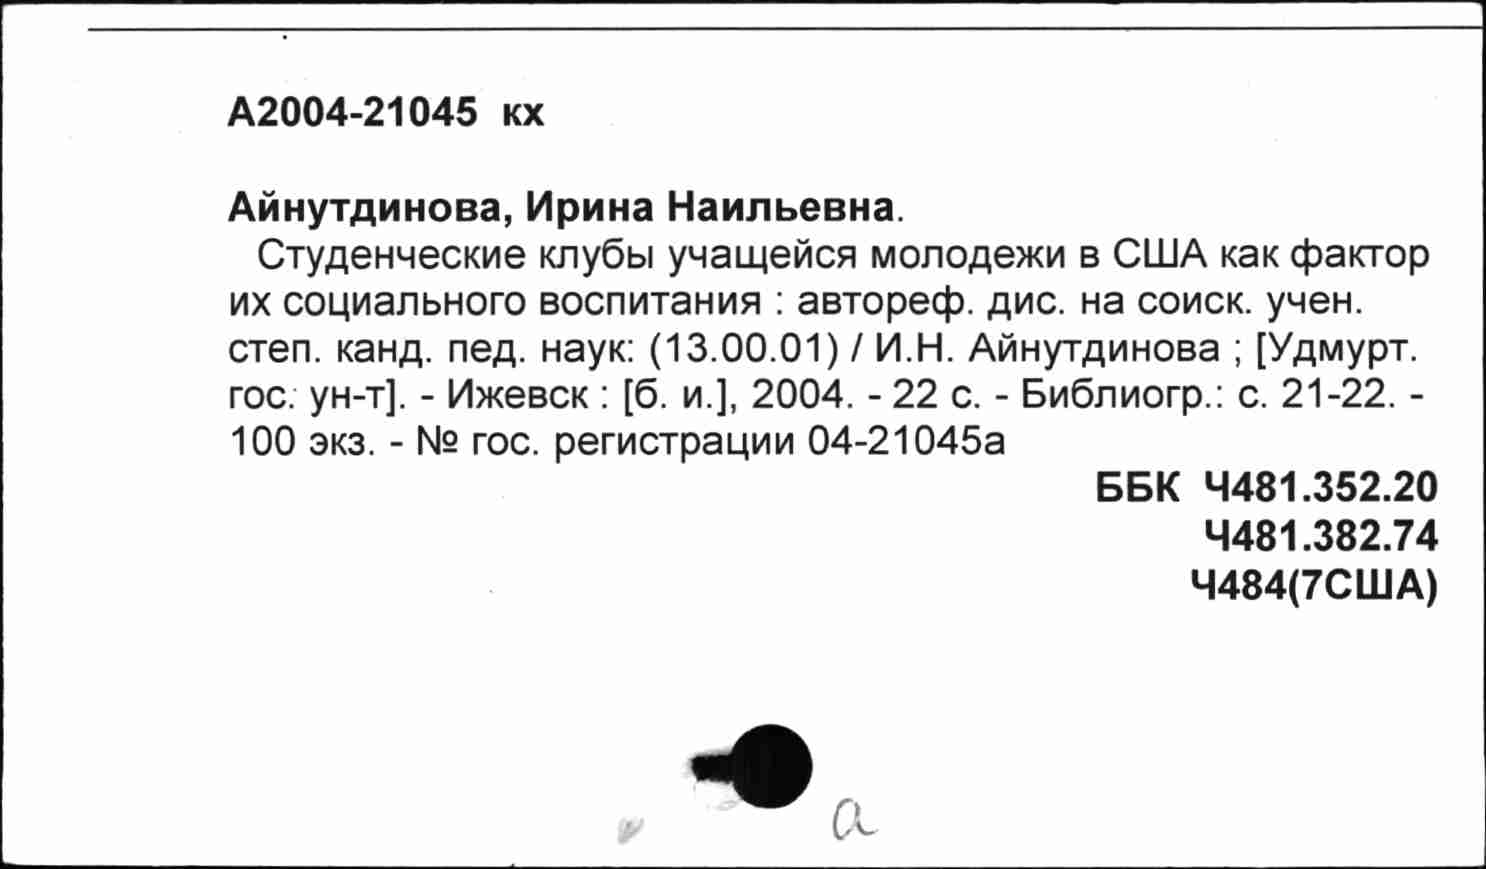 А2004-21045 кх
Айнутдинова, Ирина Наильевна.
Студенческие клубы учащейся молодежи в США как фактор
их социального воспитания : автореф. дис. на соиск. учен.
степ. канд. пед. наук: (13.00.01) / И.Н. Айнутдинова ; [Удмурт.
гос. ун-т]. - Ижевск : [б. и.], 2004. - 22 с. - Библиогр.: с. 21-22. -
100 экз. - № гос. регистрации 04-21045а
ББК Ч481.352.20
Ч481.382.74
Ч484(7США)
а